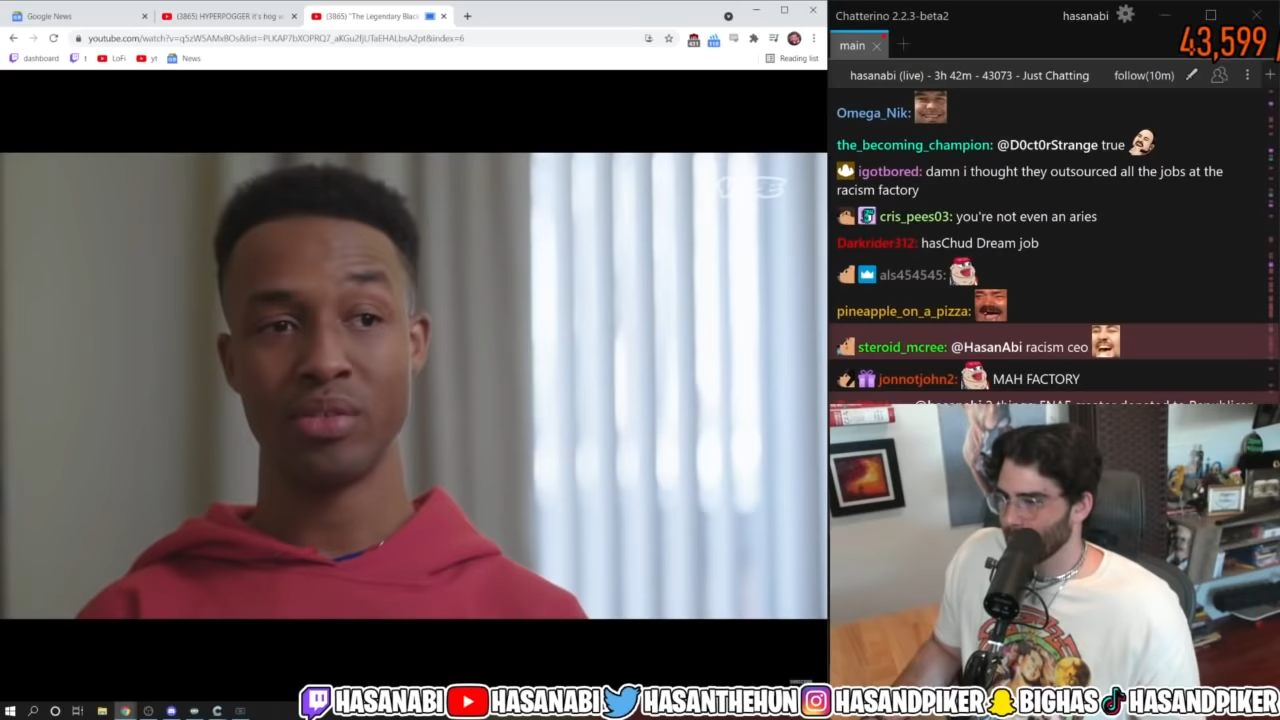 Google News
(3865) HYPERPOGGER it's hog w
(3865) "The Legendary Black
youtube.com/watch?v=q5zW5AMxBOs&list=PLKAP7bXOPRQ7_aKGu2fjUTaEHALbsA2pt&index=6
dashboard
t
LoFi
yt
News
Reading list
Chatterino 2.2.3-beta2
hasanabi
43,599
main
hasanabi (live) - 3h 42m - 43073 - Just Chatting
follow(10m)
Omega_Nik:
the_becoming_champion: @D0ct0rStrange true
igotbored: damn i thought they outsourced all the jobs at the
racism factory
cris_pees03: you're not even an aries
Darkrider312: hasChud Dream job
als454545:
pineapple_on_a_pizza:
steroid_mcree: @HasanAbi racism ceo
jonnotjohn2: MAH FACTORY
HASANABI
HASANABI
HASANTHEHUN
HASANDPIKER
BIGHAS
HASANDPIKER